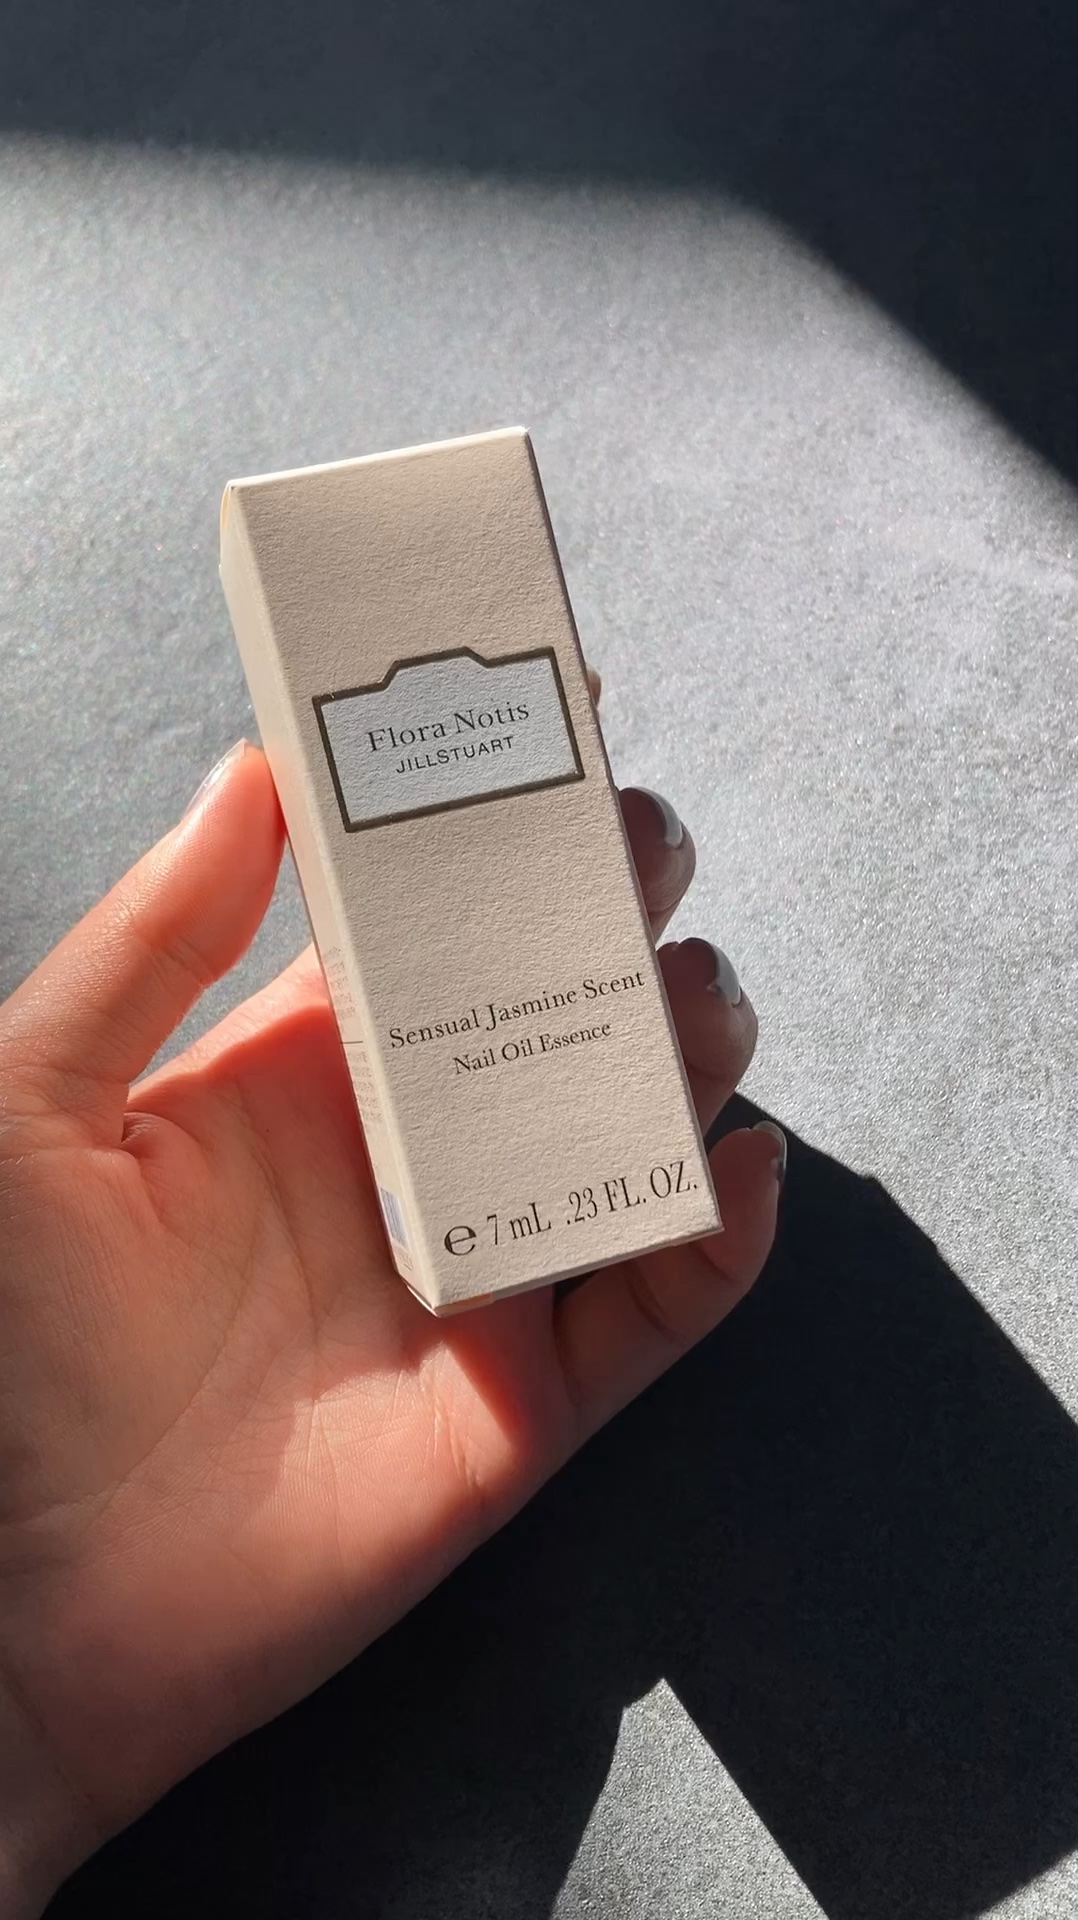 Flora Notis
JILLSTUART
Sensual Jasmine Scent
Nail Oil Essence
℮ 7 mL .23 FL. OZ.